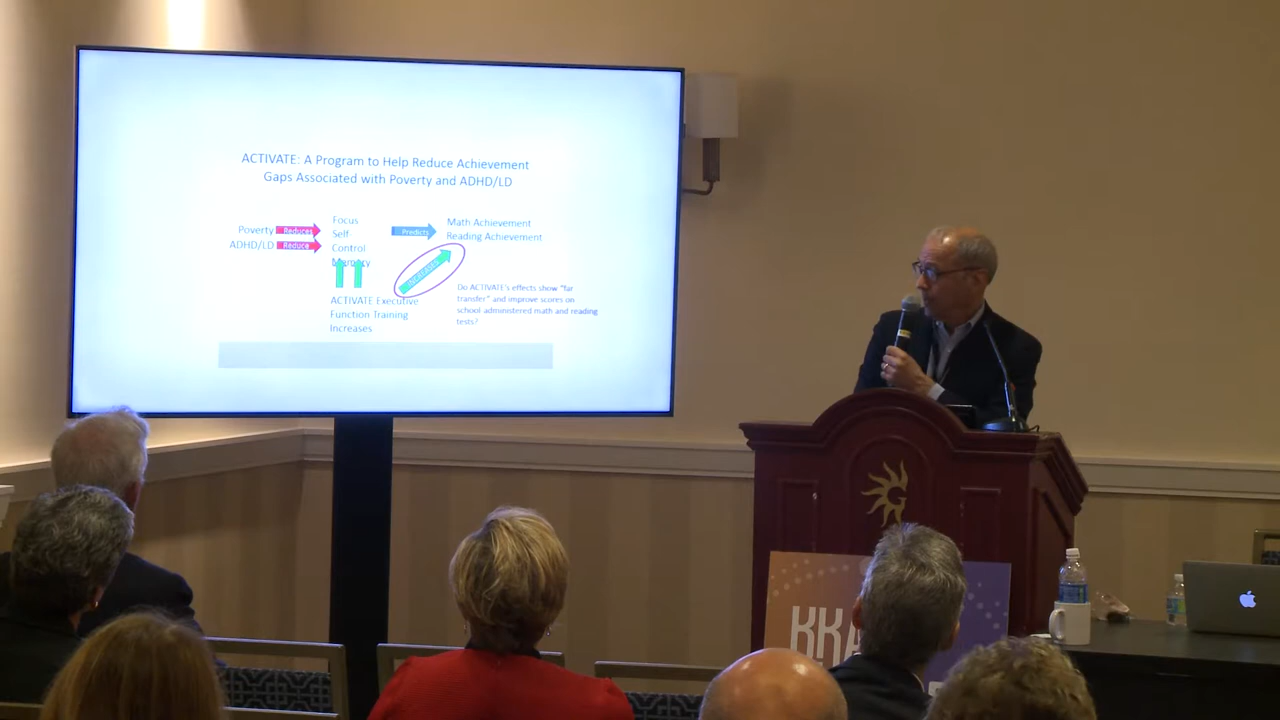 ACTIVATE: A Program to Help Reduce Achievement
Gaps Associated with Poverty and ADHD/LD
Poverty Reduces
ADHD/LD Reduce
Focus
Self
Control
Memory
Predicts
Math Achievement
Reading Achievement
ACTIVATE Executive
Function Training
Increases
Do ACTIVATE's effects show "far
transfer" and improve scores on
school administered math and reading
tests?
KKA